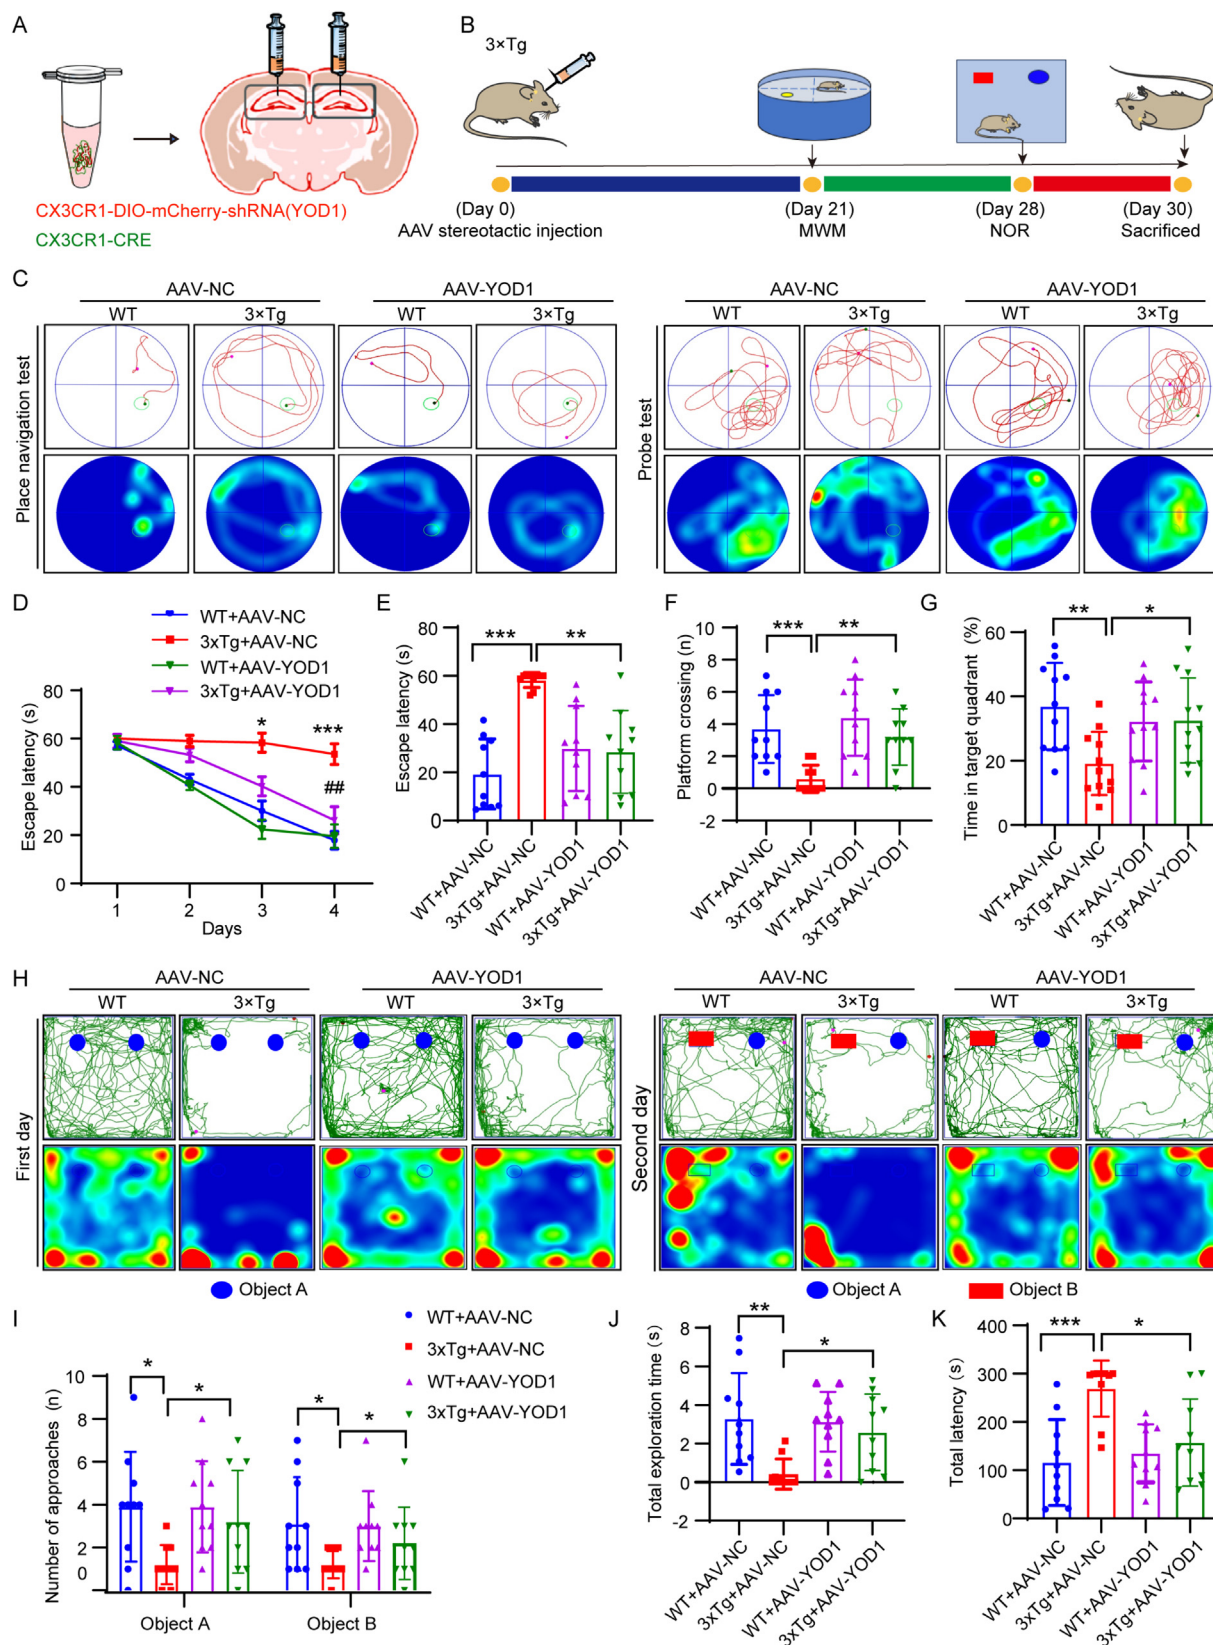 A
CX3CR1-DIO-mCherry-shRNA(YOD1)
CX3CR1-CRE
B
3×Tg
(Day 0)
AAV stereotactic injection
(Day 21)
MWM
(Day 28)
NOR
(Day 30)
Sacrificed
C
AAV-NC
AAV-YOD1
WT
3×Tg
WT
3×Tg
Place navigation test
AAV-NC
AAV-YOD1
WT
3×Tg
WT
3×Tg
Probe test
D
WT+AAV-NC
3xTg+AAV-NC
WT+AAV-YOD1
3xTg+AAV-YOD1
Escape latency (s)
80
60
40
20
0
*
***
##
1
2
3
4
Days
E
Escape latency (s)
80
60
40
20
0
***
**
WT+AAV-NC
3xTg+AAV-NC
WT+AAV-YOD1
3xTg+AAV-YOD1
F
Platform crossing (n)
10
8
6
4
2
0
-2
***
**
WT+AAV-NC
3xTg+AAV-NC
WT+AAV-YOD1
3xTg+AAV-YOD1
G
Time in target quadrant (%)
60
40
20
0
**
*
WT+AAV-NC
3xTg+AAV-NC
WT+AAV-YOD1
3xTg+AAV-YOD1
H
AAV-NC
AAV-YOD1
WT
3×Tg
WT
3×Tg
First day
Object A
AAV-NC
AAV-YOD1
WT
3×Tg
WT
3×Tg
Second day
Object A
Object B
I
WT+AAV-NC
3xTg+AAV-NC
WT+AAV-YOD1
3xTg+AAV-YOD1
Number of approaches (n)
10
8
6
4
2
0
*
*
*
*
Object A
Object B
J
Total exploration time (s)
8
6
4
2
0
-2
**
*
WT+AAV-NC
3xTg+AAV-NC
WT+AAV-YOD1
3xTg+AAV-YOD1
K
Total latency (s)
400
300
200
100
0
***
*
WT+AAV-NC
3xTg+AAV-NC
WT+AAV-YOD1
3xTg+AAV-YOD1